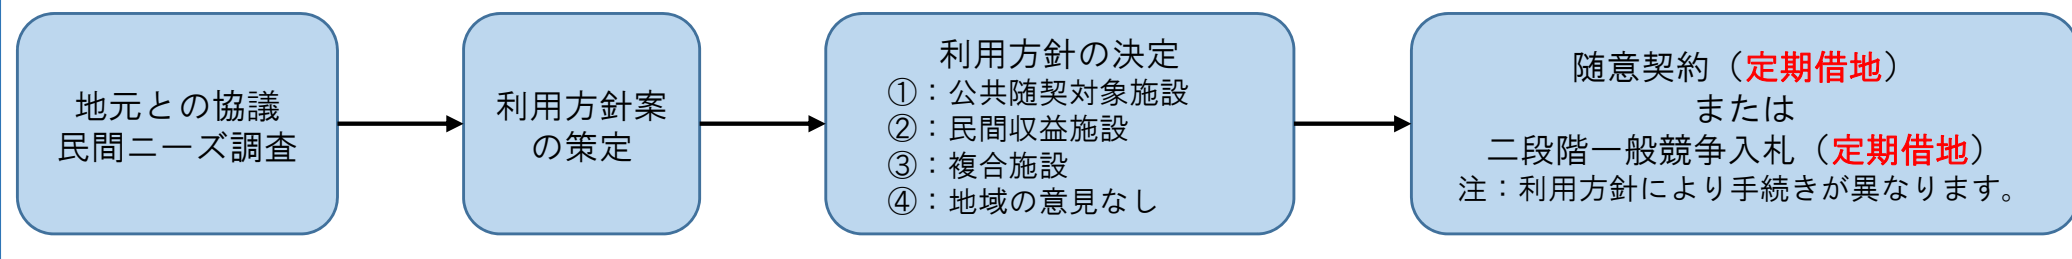 地元との協議
民間ニーズ調査
利用方針案
の策定
利用方針の決定
①：公共随契対象施設
②：民間収益施設
③：複合施設
④：地域の意見なし
随意契約（定期借地）
または
二段階一般競争入札（定期借地）
注：利用方針により手続きが異なります。